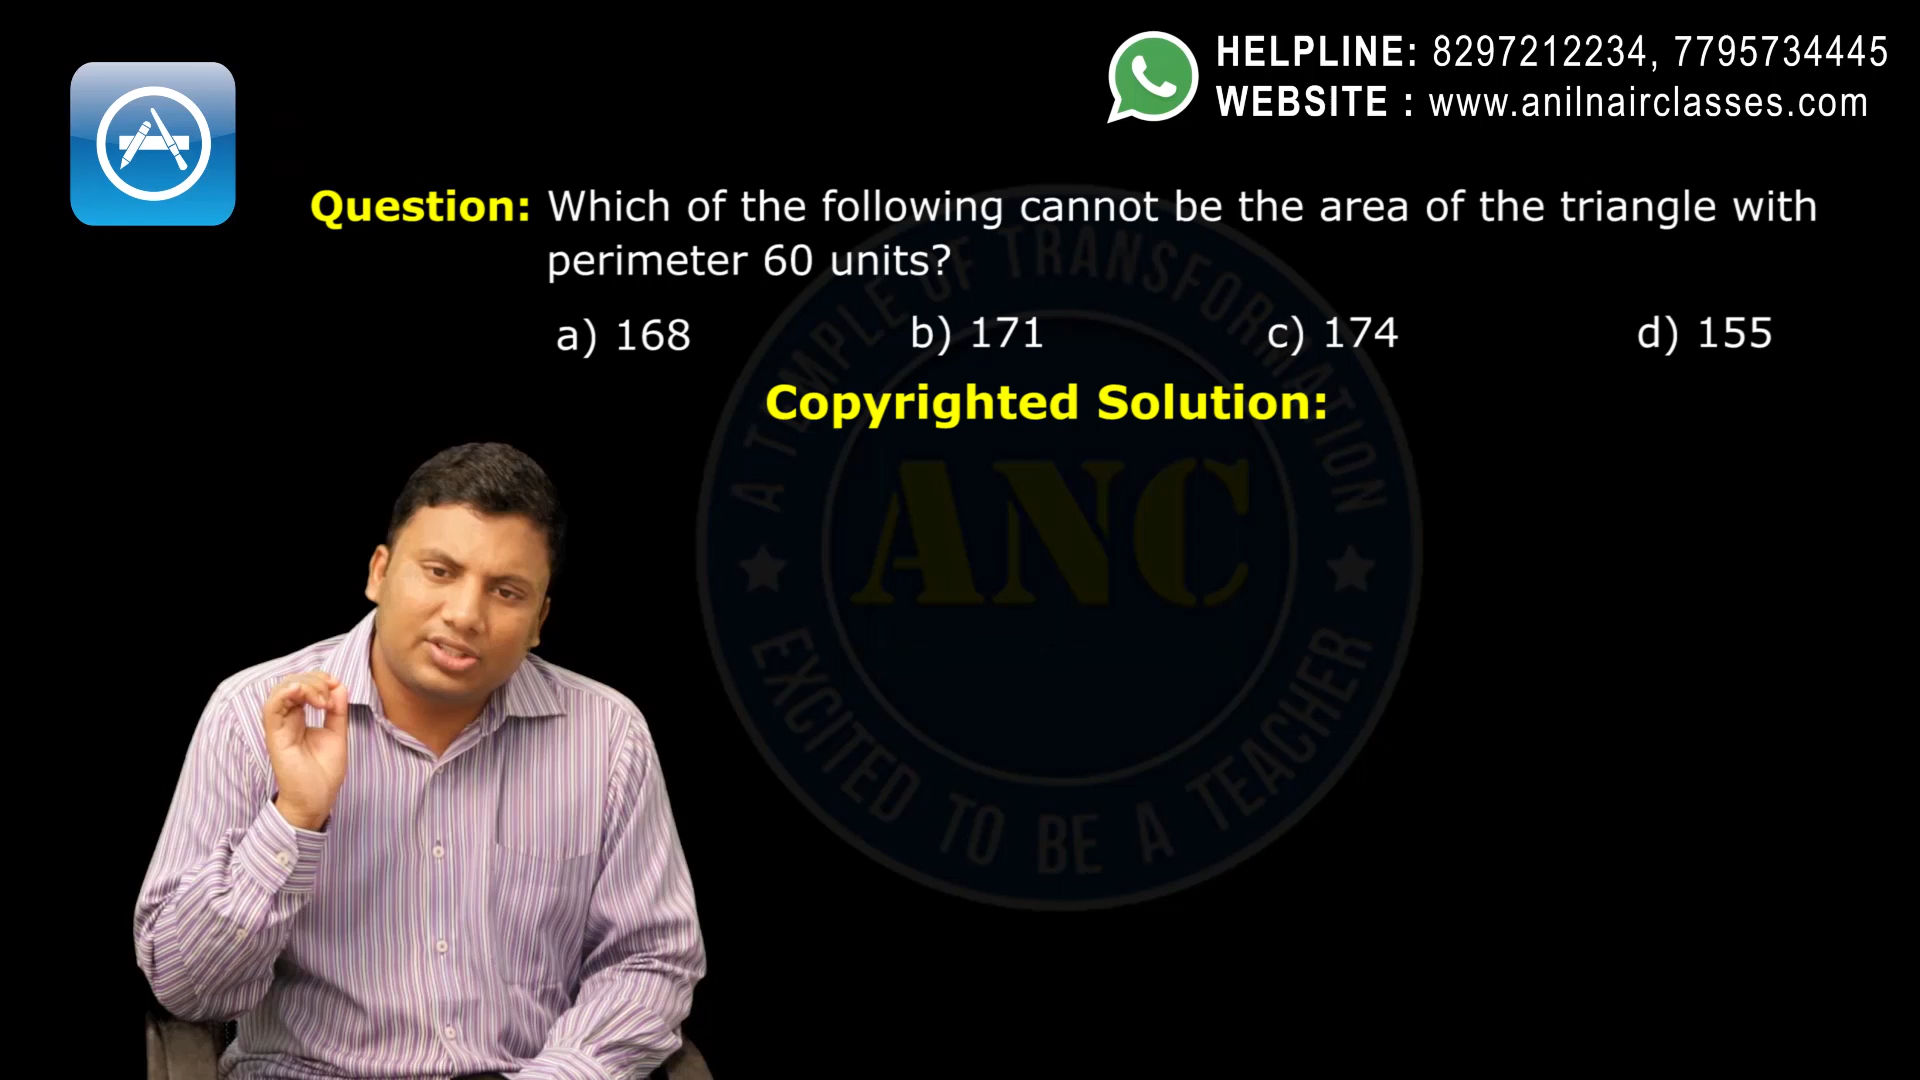 HELPLINE: 8297212234, 7795734445
WEBSITE : www.anilnairclasses.com
Question: Which of the following cannot be the area of the triangle with
perimeter 60 units?
a) 168 b) 171 c) 174 d) 155
Copyrighted Solution:
A TEMPLE OF TRANSFORMATION
ANC
EXCITED TO BE A TEACHER